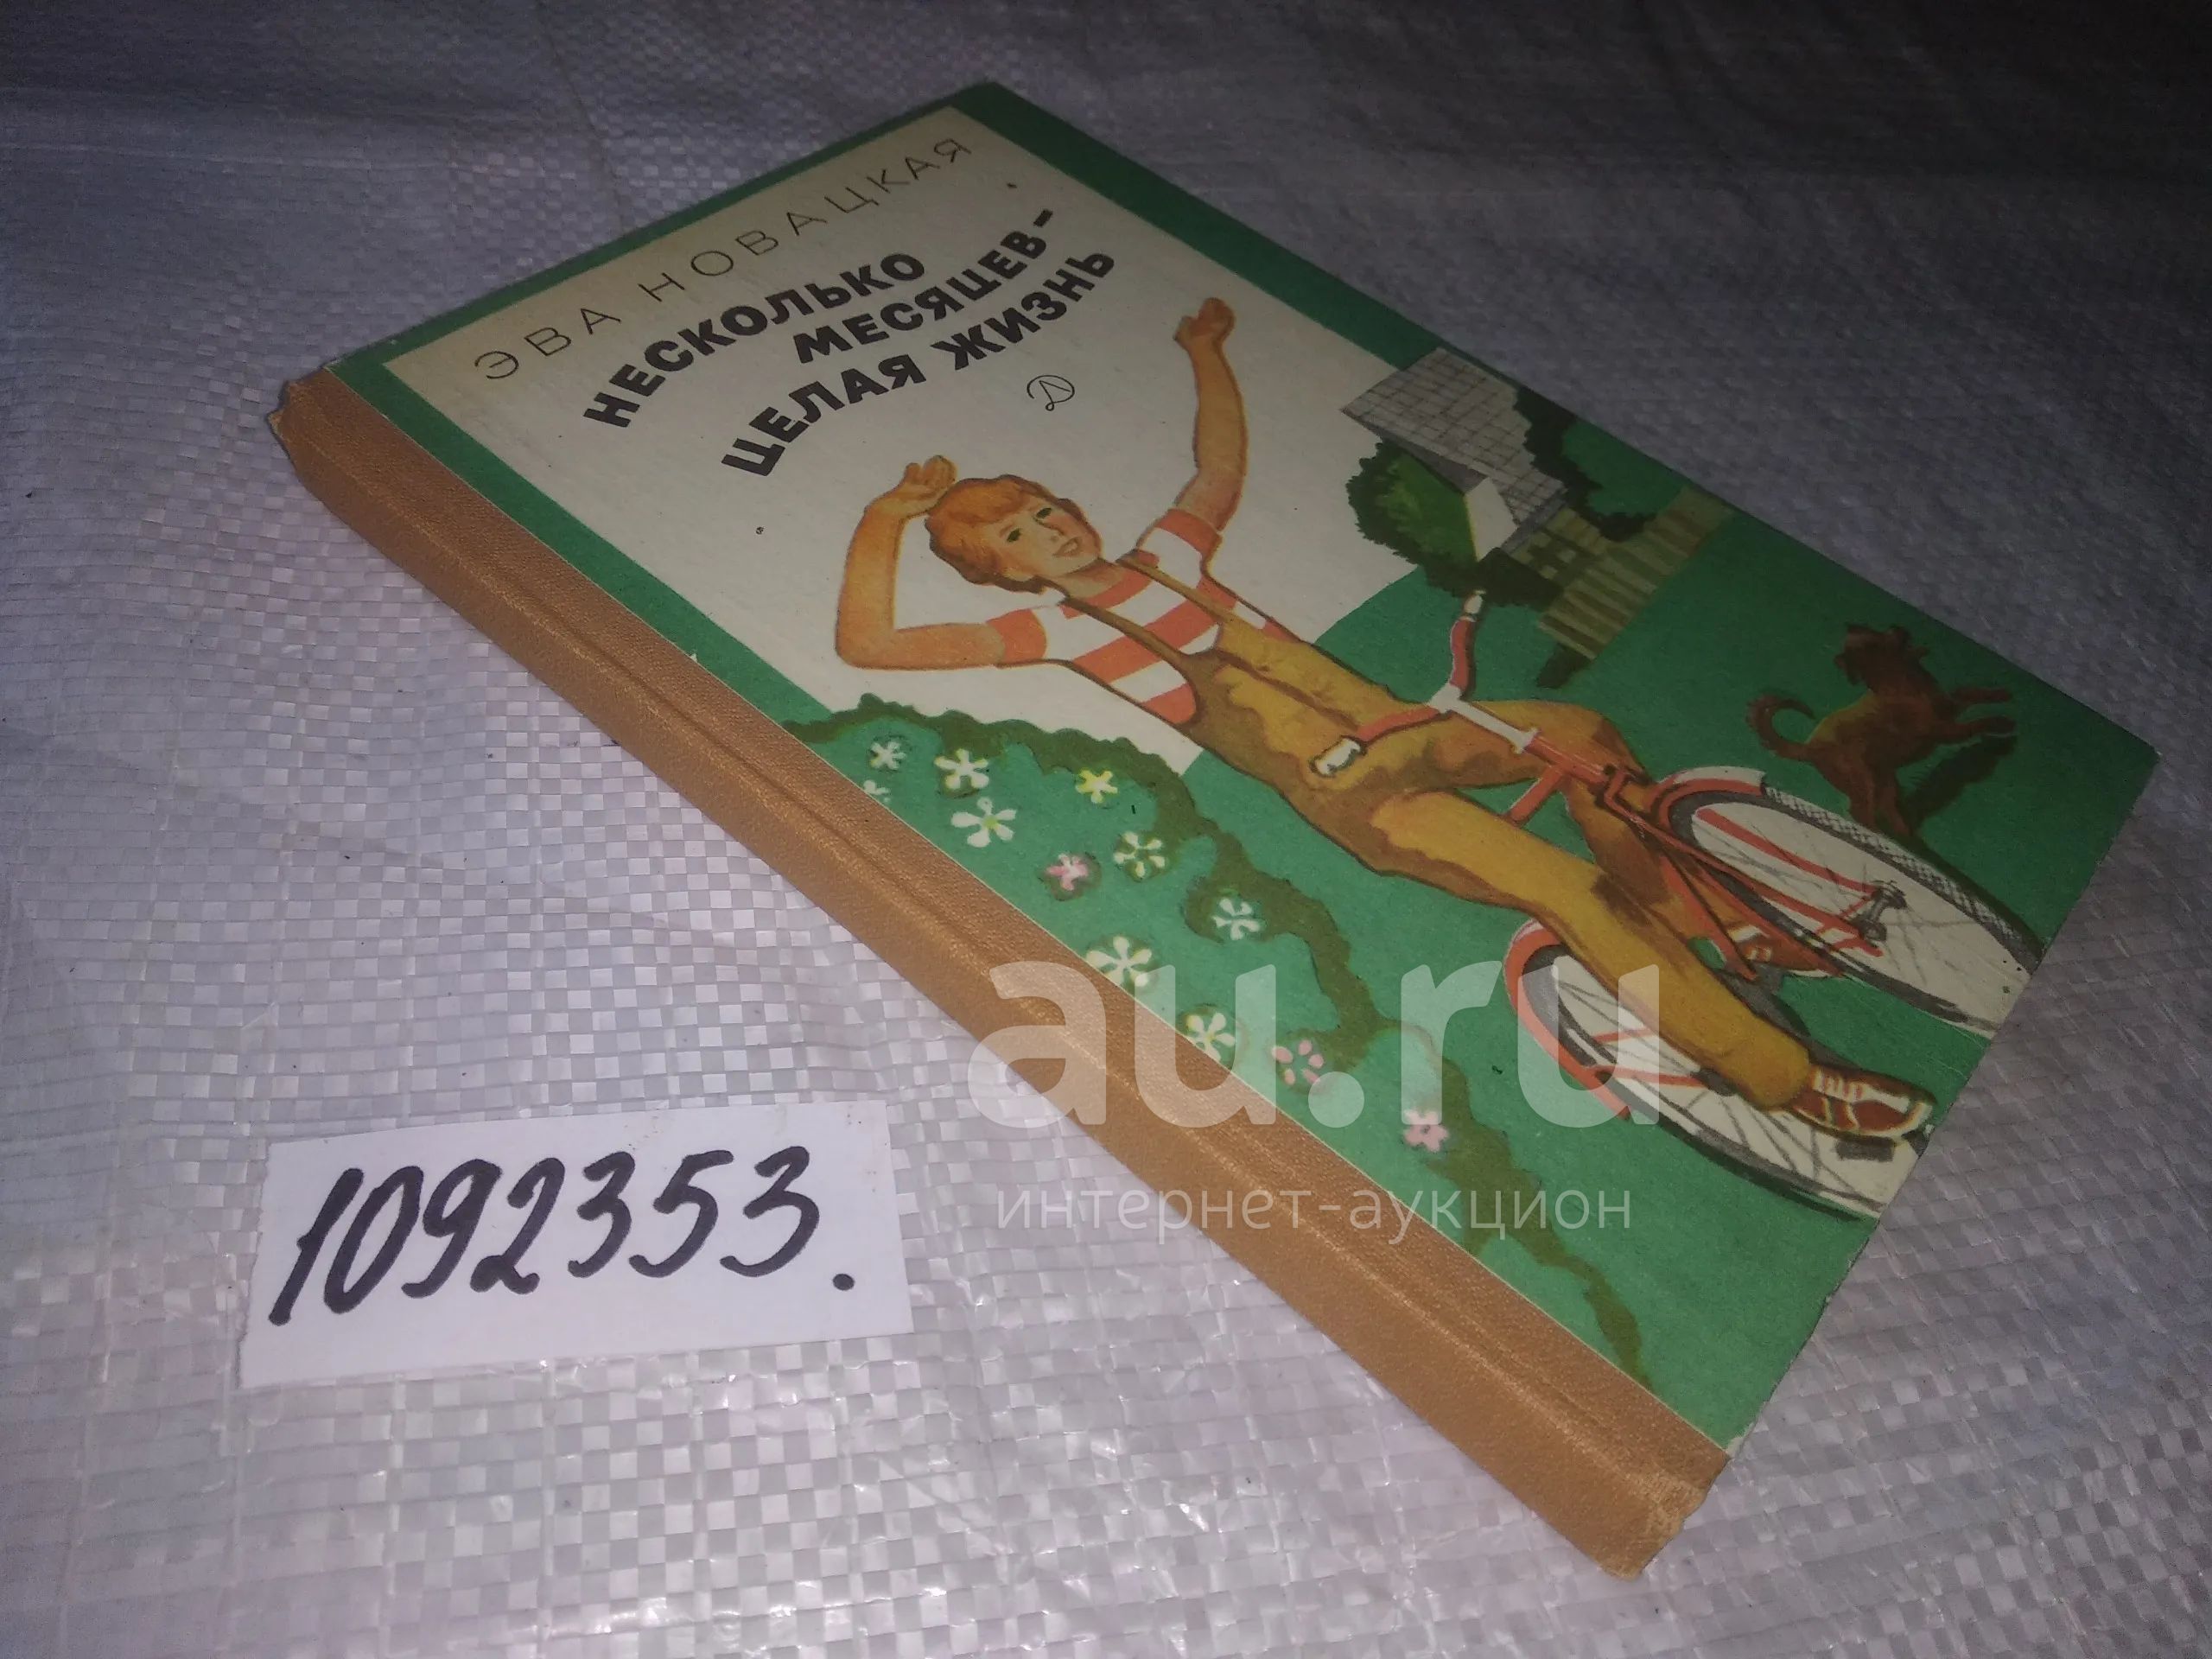 ЭВА НОВАЦКАЯ
НЕСКОЛЬКО
МЕСЯЦЕВ-
ЦЕЛАЯ ЖИЗНЬ
Д
au.ru
интернет-аукцион
1092353.